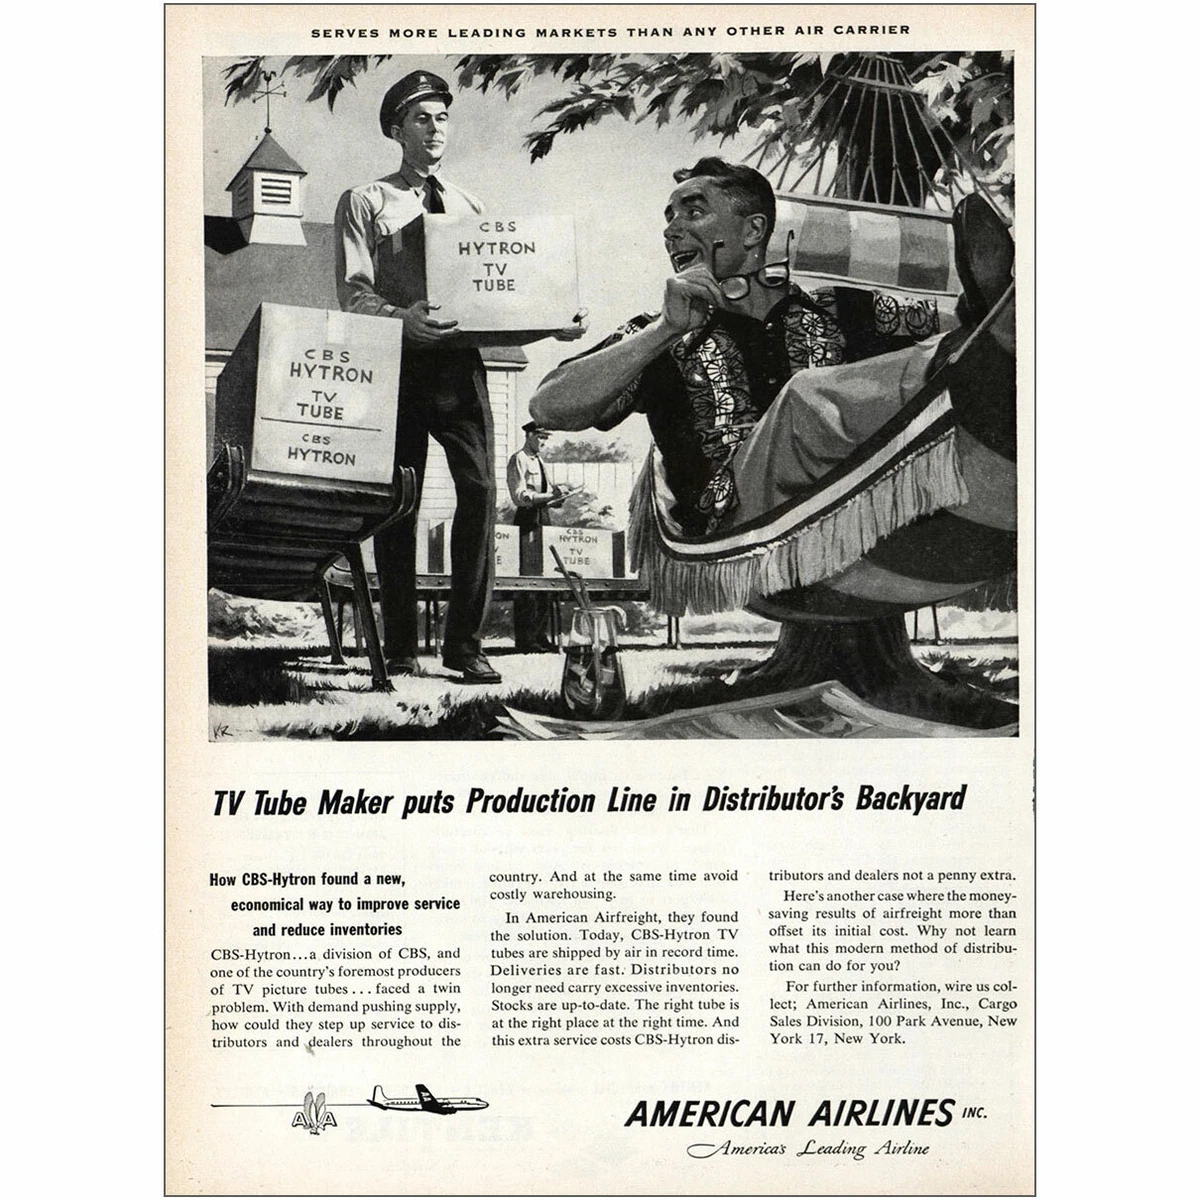 SERVES MORE LEADING MARKETS THAN ANY OTHER AIR CARRIER
CBS
HYTRON
TV
TUBE
CBS
HYTRON
TV
TUBE
CBS
HYTRON
CBS
HYTRON
TV
TUBE
KR
TV Tube Maker puts Production Line in Distributor's Backyard
How CBS-Hytron found a new,
economical way to improve service
and reduce inventories
CBS-Hytron...a division of CBS, and
one of the country's foremost producers
of TV picture tubes... faced a twin
problem. With demand pushing supply,
how could they step up service to dis-
tributors and dealers throughout the
country. And at the same time avoid
costly warehousing.
In American Airfreight, they found
the solution. Today, CBS-Hytron TV
tubes are shipped by air in record time.
Deliveries are fast. Distributors no
longer need carry excessive inventories.
Stocks are up-to-date. The right tube is
at the right place at the right time. And
this extra service costs CBS-Hytron dis-
tributors and dealers not a penny extra.
Here's another case where the money-
saving results of airfreight more than
offset its initial cost. Why not learn
what this modern method of distribu-
tion can do for you?
For further information, wire us col-
lect; American Airlines, Inc., Cargo
Sales Division, 100 Park Avenue, New
York 17, New York.
AA
AMERICAN AIRLINES INC.
America's Leading Airline